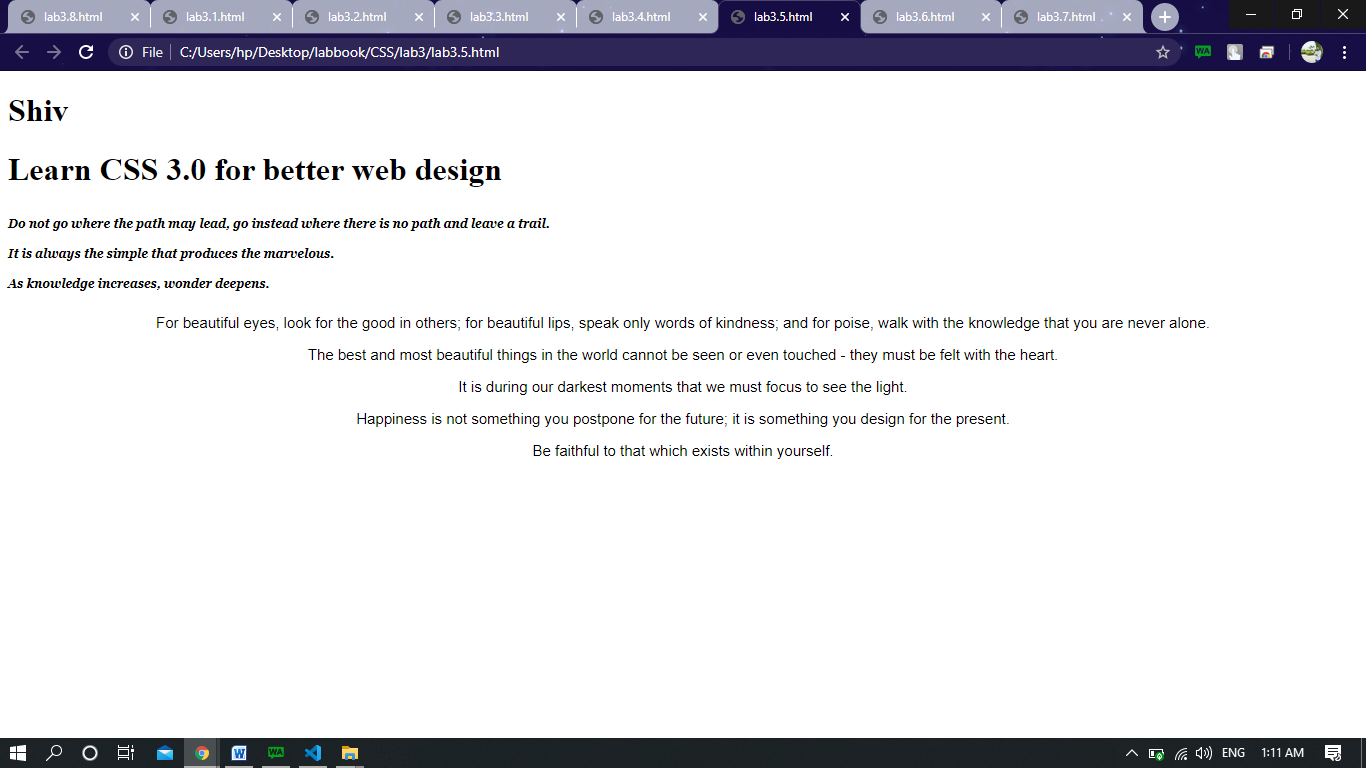 lab3.8.html lab3.1.html lab3.2.html lab3.3.html lab3.4.html lab3.5.html lab3.6.html lab3.7.html
File C:/Users/hp/Desktop/labbook/CSS/lab3/lab3.5.html
Shiv
Learn CSS 3.0 for better web design
Do not go where the path may lead, go instead where there is no path and leave a trail.
It is always the simple that produces the marvelous.
As knowledge increases, wonder deepens.
For beautiful eyes, look for the good in others; for beautiful lips, speak only words of kindness; and for poise, walk with the knowledge that you are never alone.
The best and most beautiful things in the world cannot be seen or even touched - they must be felt with the heart.
It is during our darkest moments that we must focus to see the light.
Happiness is not something you postpone for the future; it is something you design for the present.
Be faithful to that which exists within yourself.
WA
W WA ENG 1:11 AM